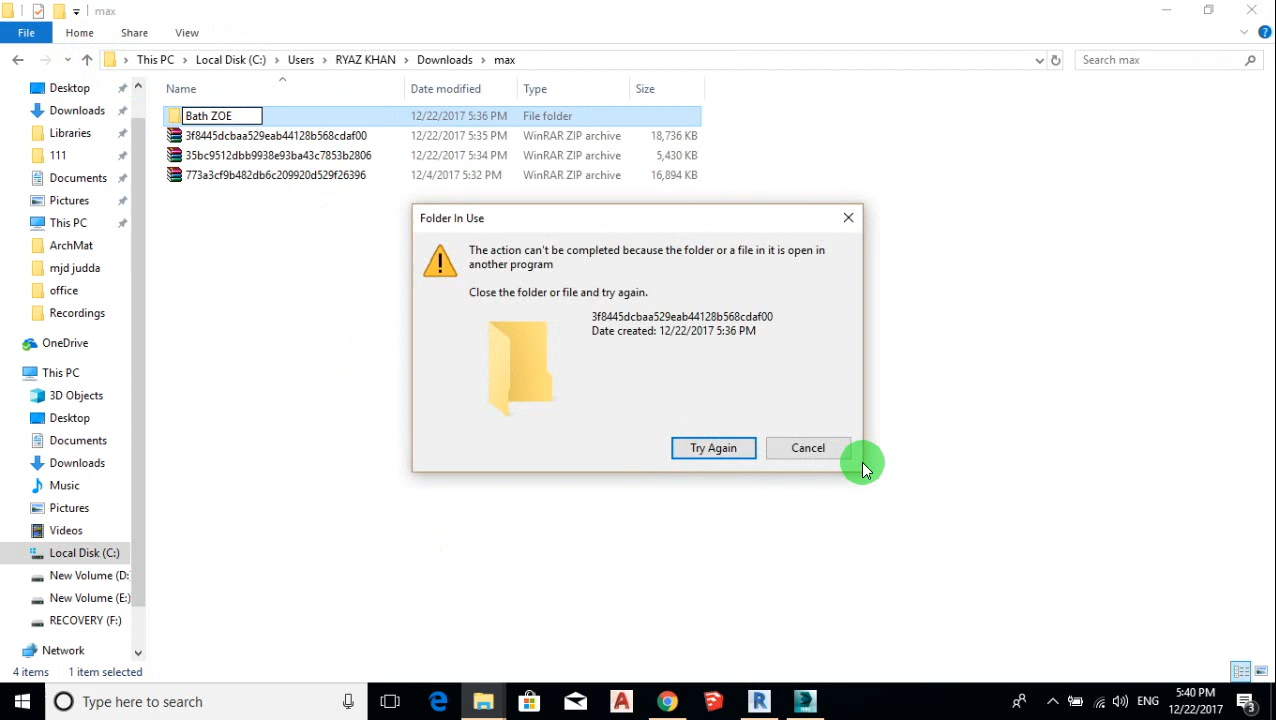 max
File Home Share View
This PC Local Disk (C:) Users RYAZ KHAN Downloads max Search max
Name Date modified Type Size
Bath ZOE 12/22/2017 5:36 PM File folder
3f8445dcbaa529eab44128b568cdaf00 12/22/2017 5:35 PM WinRAR ZIP archive 18,736 KB
35bc9512dbb9938e93ba43c7853b2806 12/22/2017 5:34 PM WinRAR ZIP archive 5,430 KB
773a3cf9b482db6c209920d529f26396 12/4/2017 5:32 PM WinRAR ZIP archive 16,894 KB
Desktop
Downloads
Libraries
111
Documents
Pictures
This PC
ArchMat
mjd judda
office
Recordings
OneDrive
This PC
3D Objects
Desktop
Documents
Downloads
Music
Pictures
Videos
Local Disk (C:)
New Volume (D:
New Volume (E:)
RECOVERY (F:)
Network
Folder In Use
The action can't be completed because the folder or a file in it is open in
another program
Close the folder or file and try again.
3f8445dcbaa529eab44128b568cdaf00
Date created: 12/22/2017 5:36 PM
Try Again Cancel
4 items 1 item selected
Type here to search
ENG
5:40 PM
12/22/2017
3